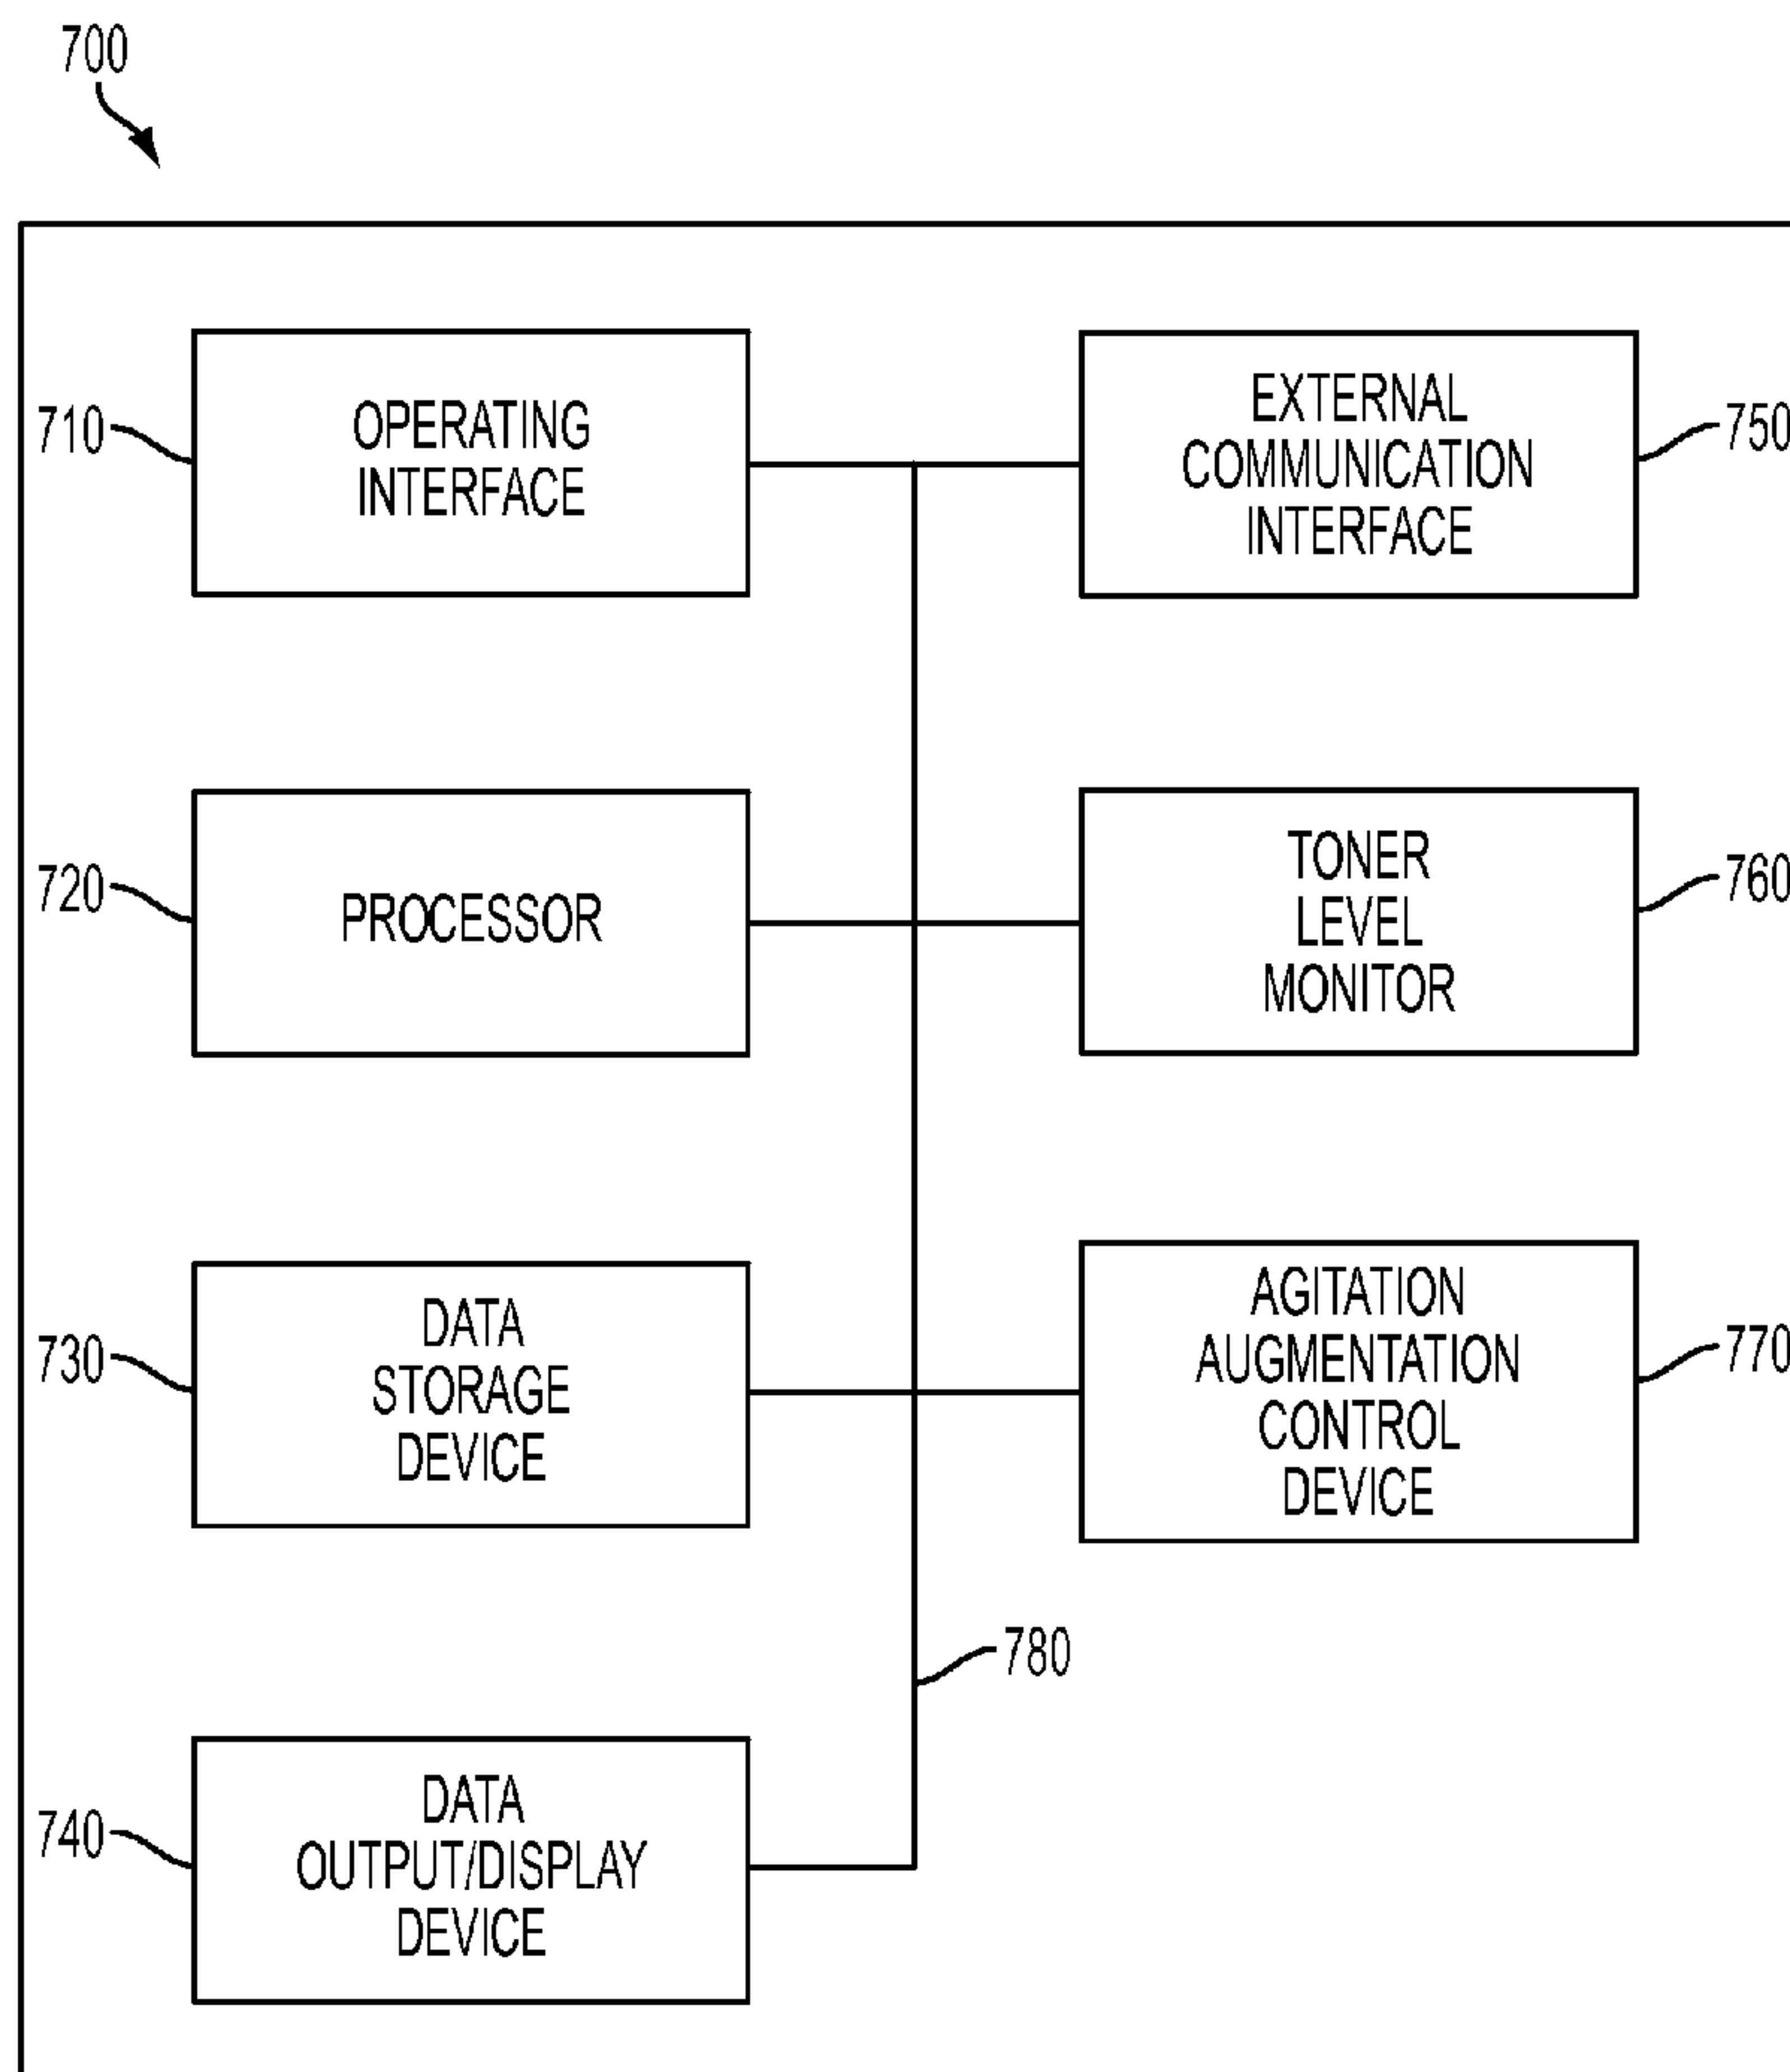 700
710
OPERATING
INTERFACE
EXTERNAL
COMMUNICATION
INTERFACE
750
720
PROCESSOR
TONER
LEVEL
MONITOR
760
730
DATA
STORAGE
DEVICE
AGITATION
AUGMENTATION
CONTROL
DEVICE
770
780
740
DATA
OUTPUT/DISPLAY
DEVICE